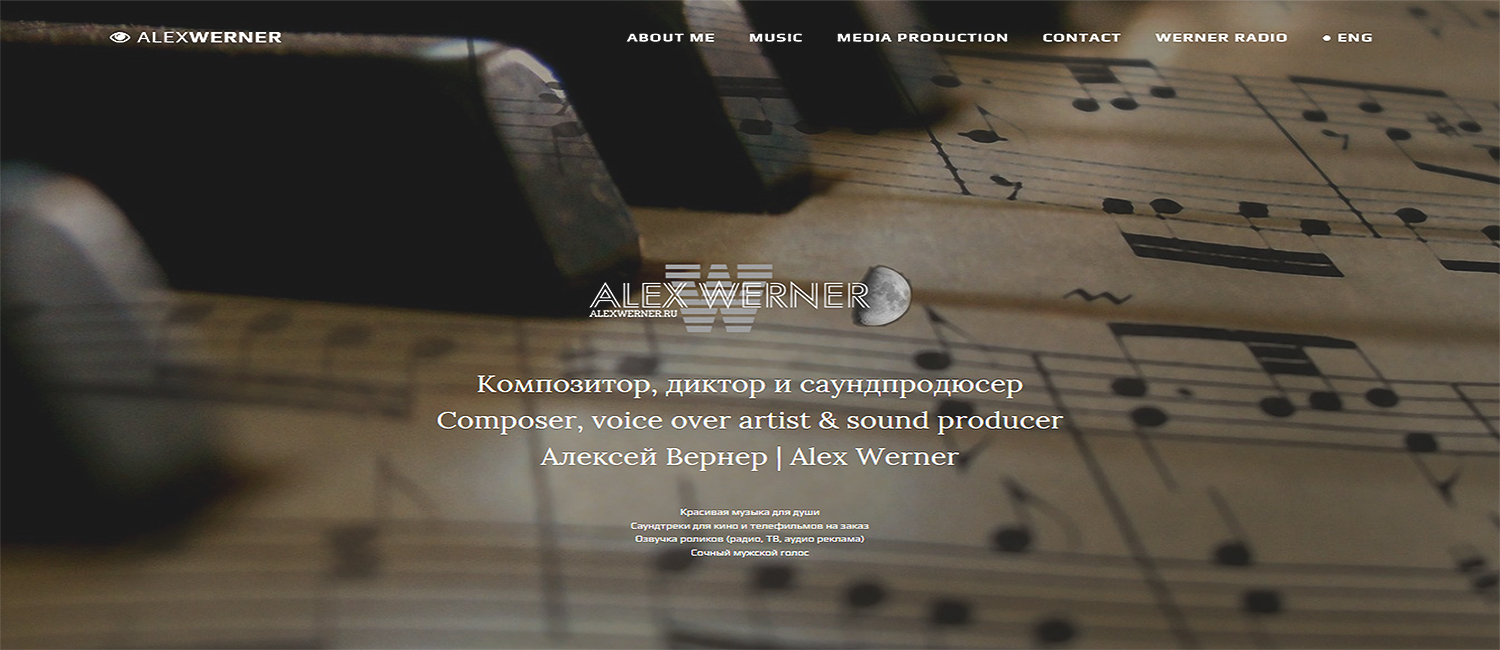 ALEXWERNER
ABOUT ME MUSIC MEDIA PRODUCTION CONTACT WERNER RADIO ● ENG
W
ALEX WERNER
ALEXWERNER.RU
Композитор, диктор и саундпродюсер
Composer, voice over artist & sound producer
Алексей Вернер | Alex Werner
Красивая музыка для души
Саундтреки для кино и телефильмов на заказ
Озвучка роликов (радио, ТВ, аудио реклама)
Сочный мужской голос